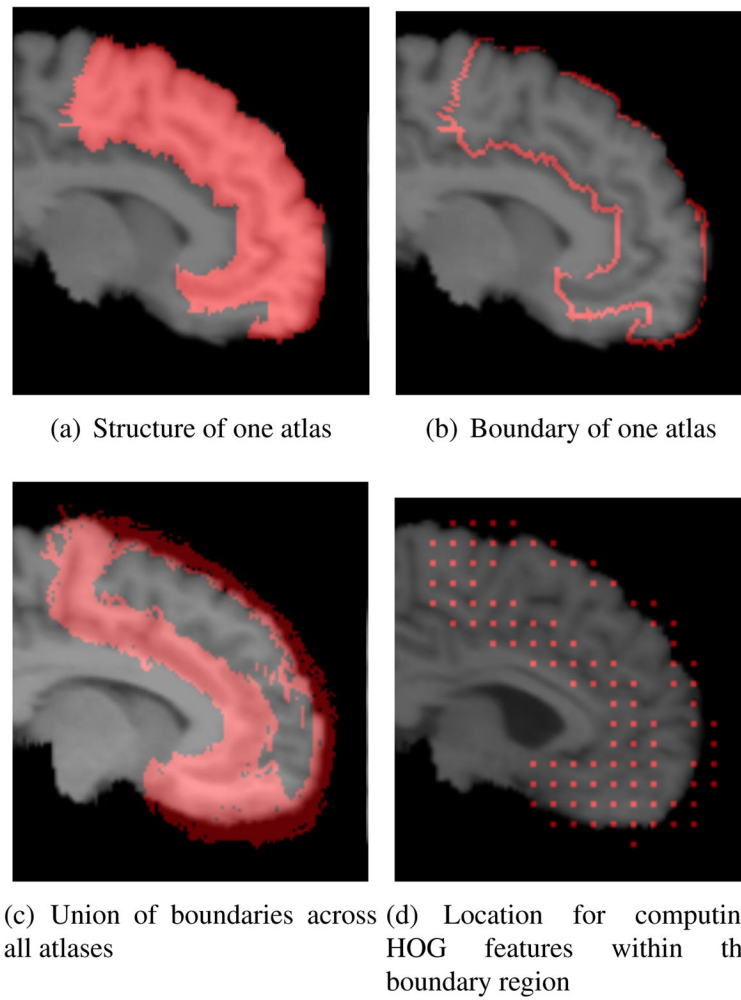 (a) Structure of one atlas
(b) Boundary of one atlas
(c) Union of boundaries across
all atlases
(d) Location for computin
HOG features within th
boundary region